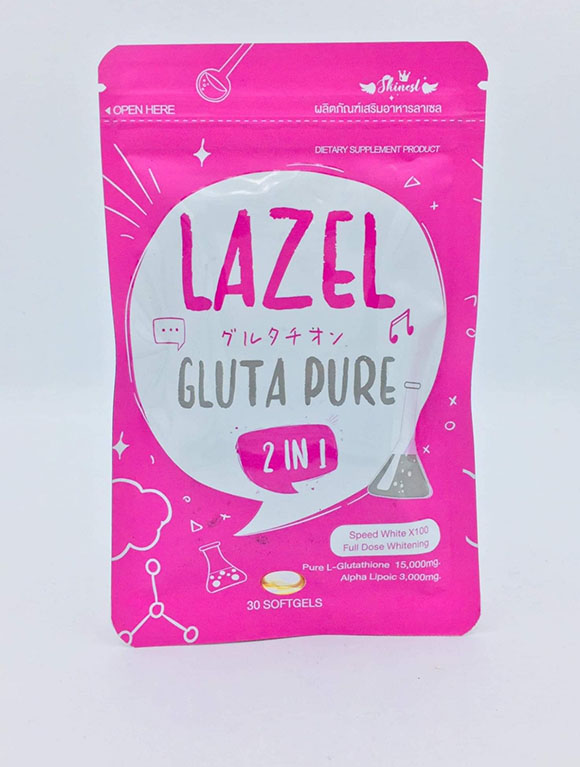 Shinest
◂ OPEN HERE
ผลิตภัณฑ์เสริมอาหารลาเซล
DIETARY SUPPLEMENT PRODUCT
LAZEL
グルタチオン
GLUTA PURE
2 IN 1
Speed White X100
Full Dose Whitening
Pure L-Glutathione 15,000mg.
Alpha Lipoic 3,000mg.
30 SOFTGELS